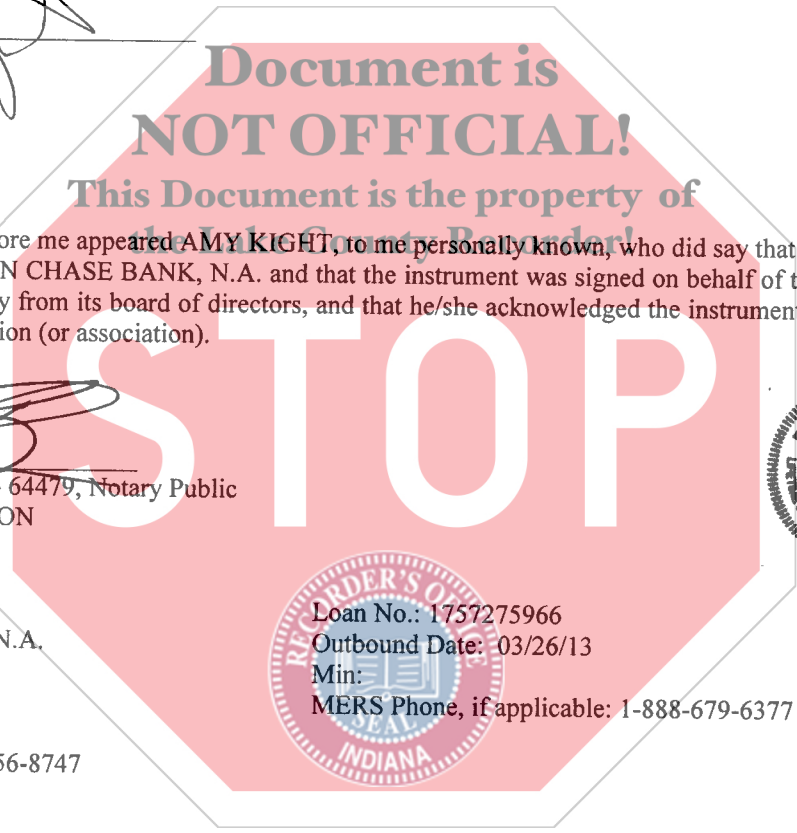 Document is
NOT OFFICIAL!
This Document is the property of
the Lake County Recorder!
ore me appeared AMY KIGHT, to me personally known, who did say that
N CHASE BANK, N.A. and that the instrument was signed on behalf of t
y from its board of directors, and that he/she acknowledged the instrumen
ion (or association).
STOP
64479, Notary Public
ON
RECORDER'S OFFICE
SEAL
INDIANA
Loan No.: 1757275966
Outbound Date: 03/26/13
Min:
MERS Phone, if applicable: 1-888-679-6377
N.A.
56-8747